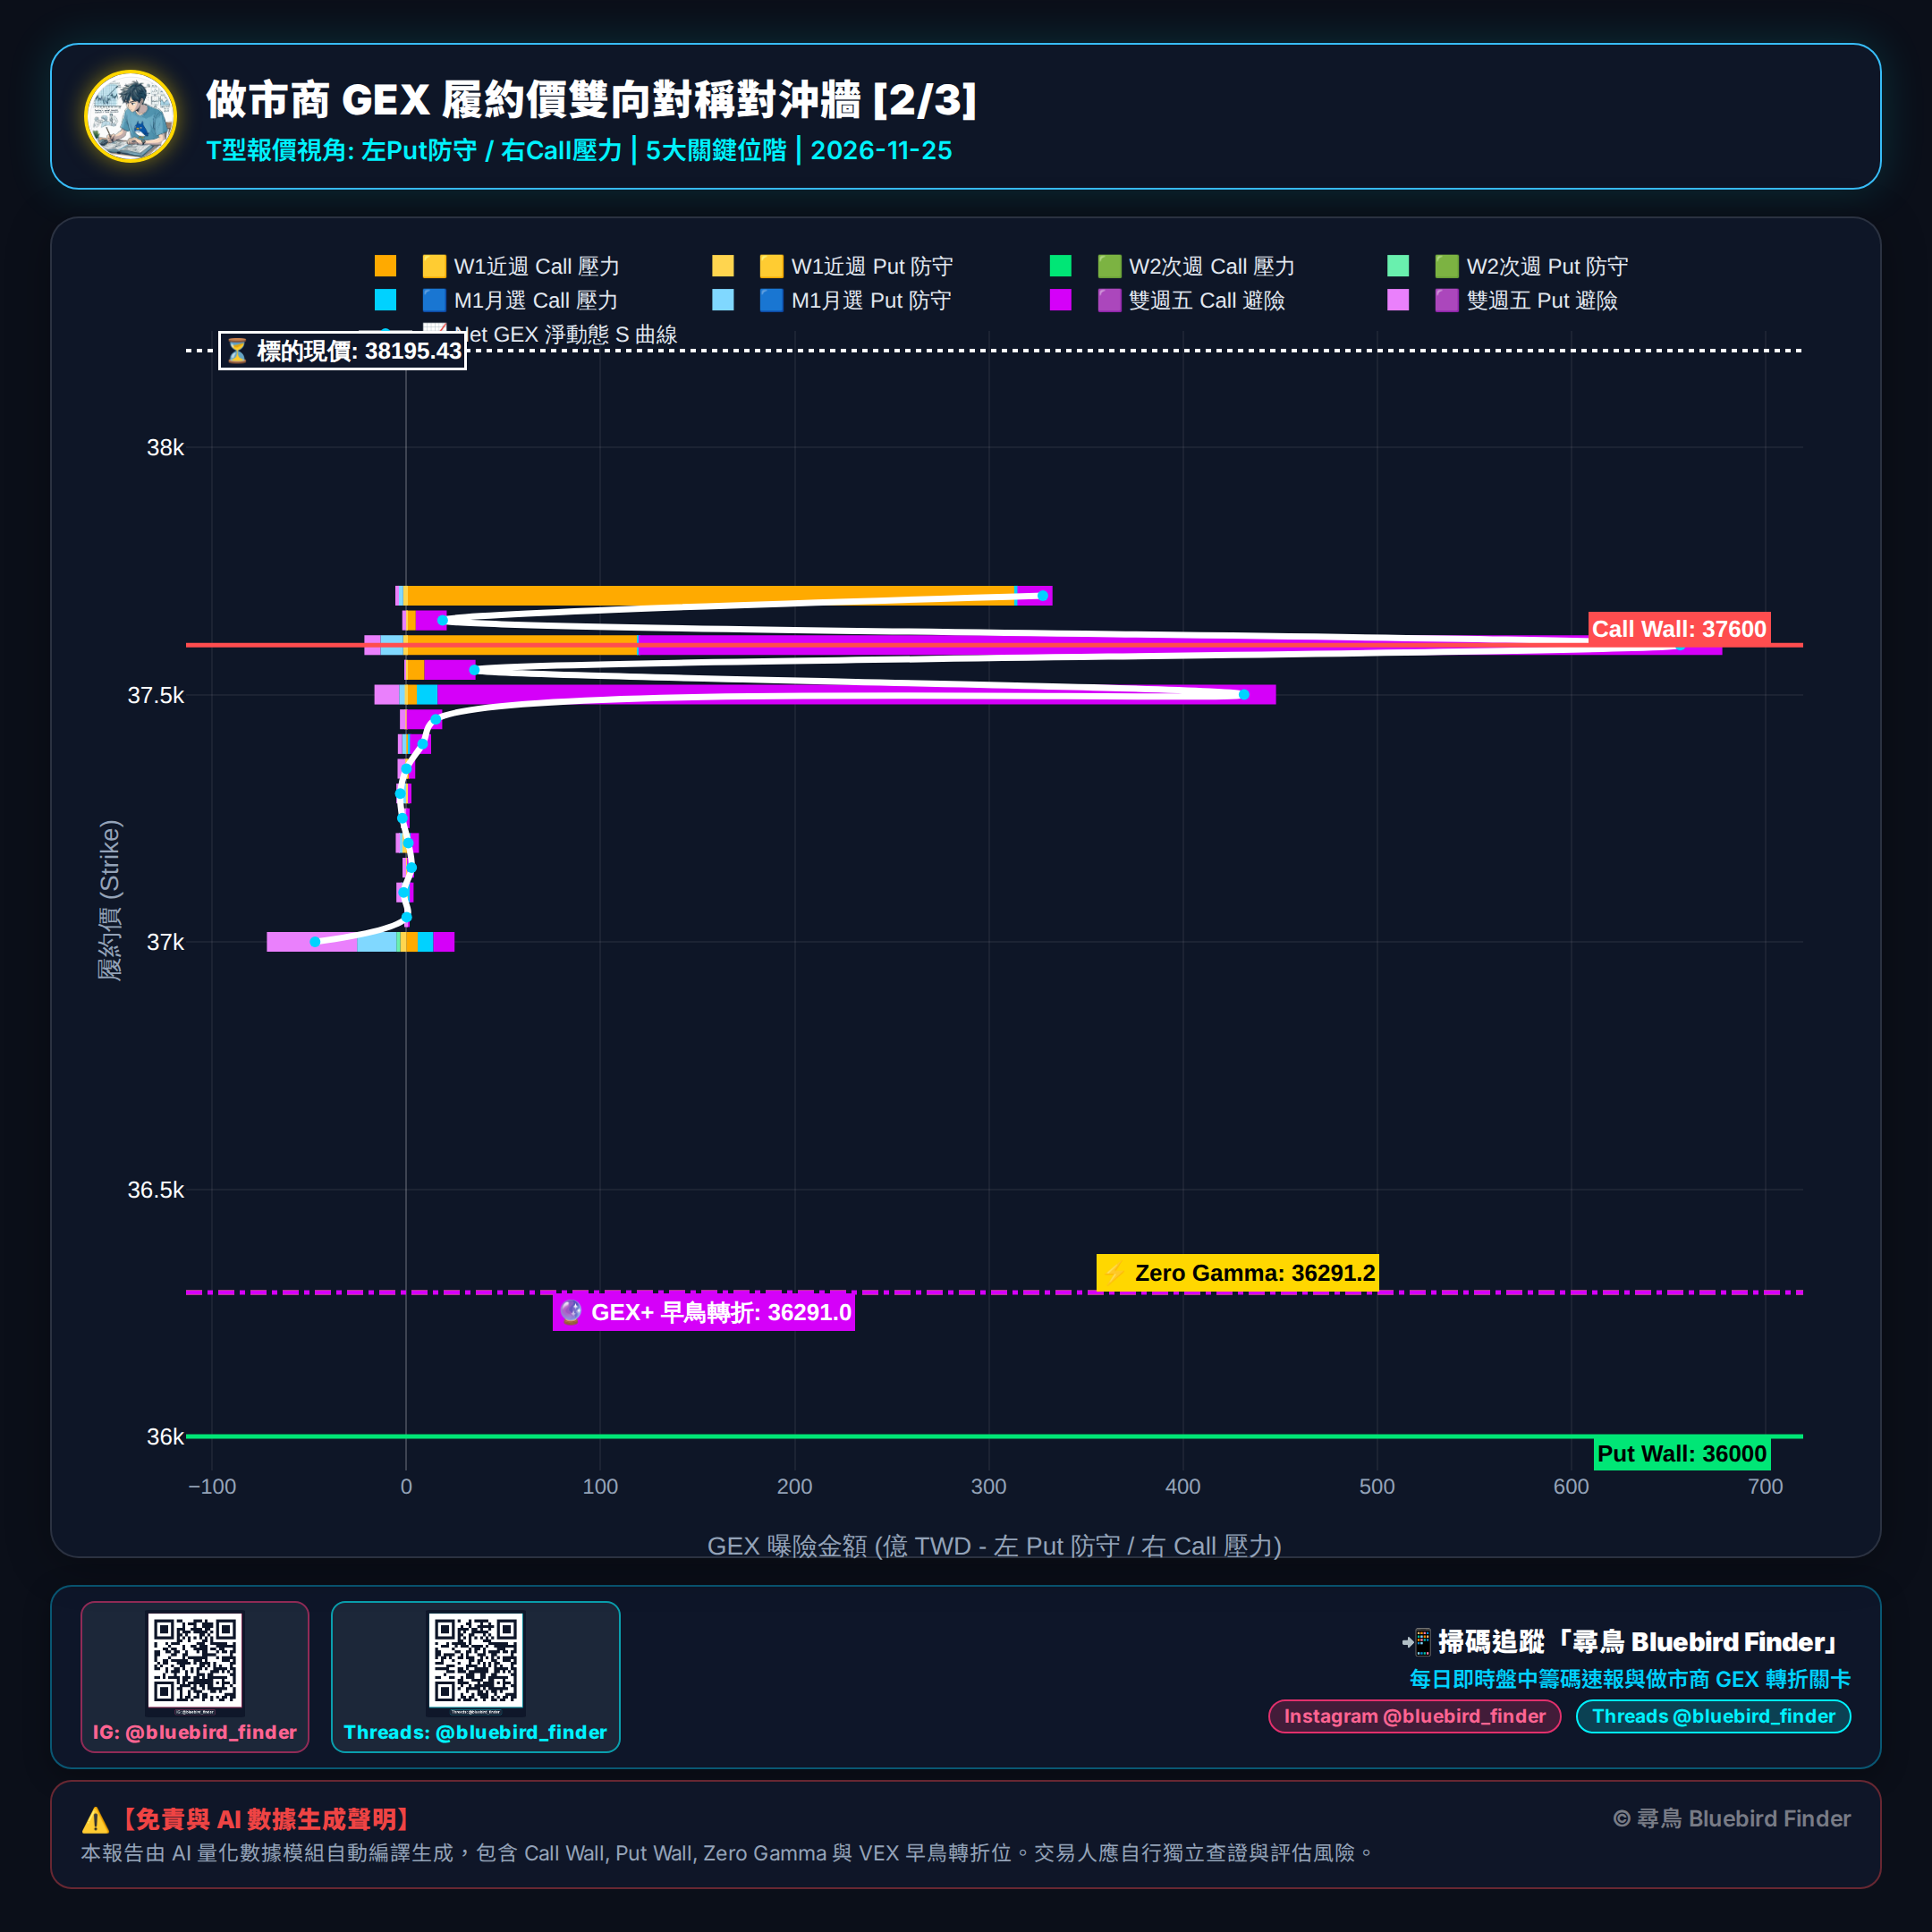 做市商 GEX 履約價雙向對稱對沖牆 [2/3]
T型報價視角: 左Put防守 / 右Call壓力 | 5大關鍵位階 | 2026-11-25
W1近週 Call 壓力
W1近週 Put 防守
W2次週 Call 壓力
W2次週 Put 防守
M1月選 Call 壓力
M1月選 Put 防守
雙週五 Call 避險
雙週五 Put 避險
Net GEX 淨動態 S 曲線
標的現價: 38195.43
38k
Call Wall: 37600
37.5k
履約價 (Strike)
37k
36.5k
Zero Gamma: 36291.2
GEX+ 早鳥轉折: 36291.0
36k
Put Wall: 36000
−100 0 100 200 300 400 500 600 700
GEX 曝險金額 (億 TWD - 左 Put 防守 / 右 Call 壓力)
IG: @bluebird_finder
Threads: @bluebird_finder
掃碼追蹤「尋鳥 Bluebird Finder」
每日即時盤中籌碼速報與做市商 GEX 轉折關卡
Instagram @bluebird_finder
Threads @bluebird_finder
【免責與 AI 數據生成聲明】
© 尋鳥 Bluebird Finder
本報告由 AI 量化數據模組自動編譯生成，包含 Call Wall, Put Wall, Zero Gamma 與 VEX 早鳥轉折位。交易人應自行獨立查證與評估風險。